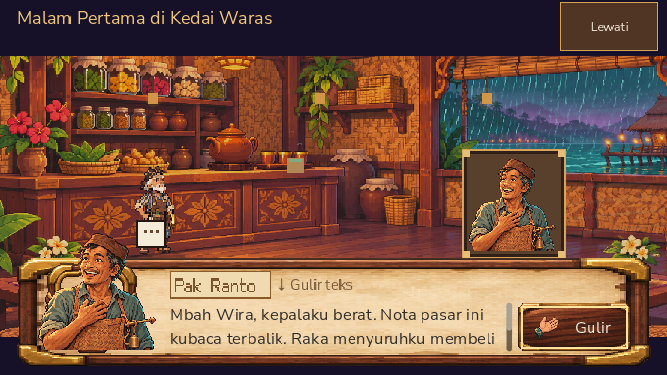 Malam Pertama di Kedai Waras
Lewati
Pak Ranto
↓ Gulir teks
Mbah Wira, kepalaku berat. Nota pasar ini
kubaca terbalik. Raka menyuruhku membeli
Gulir